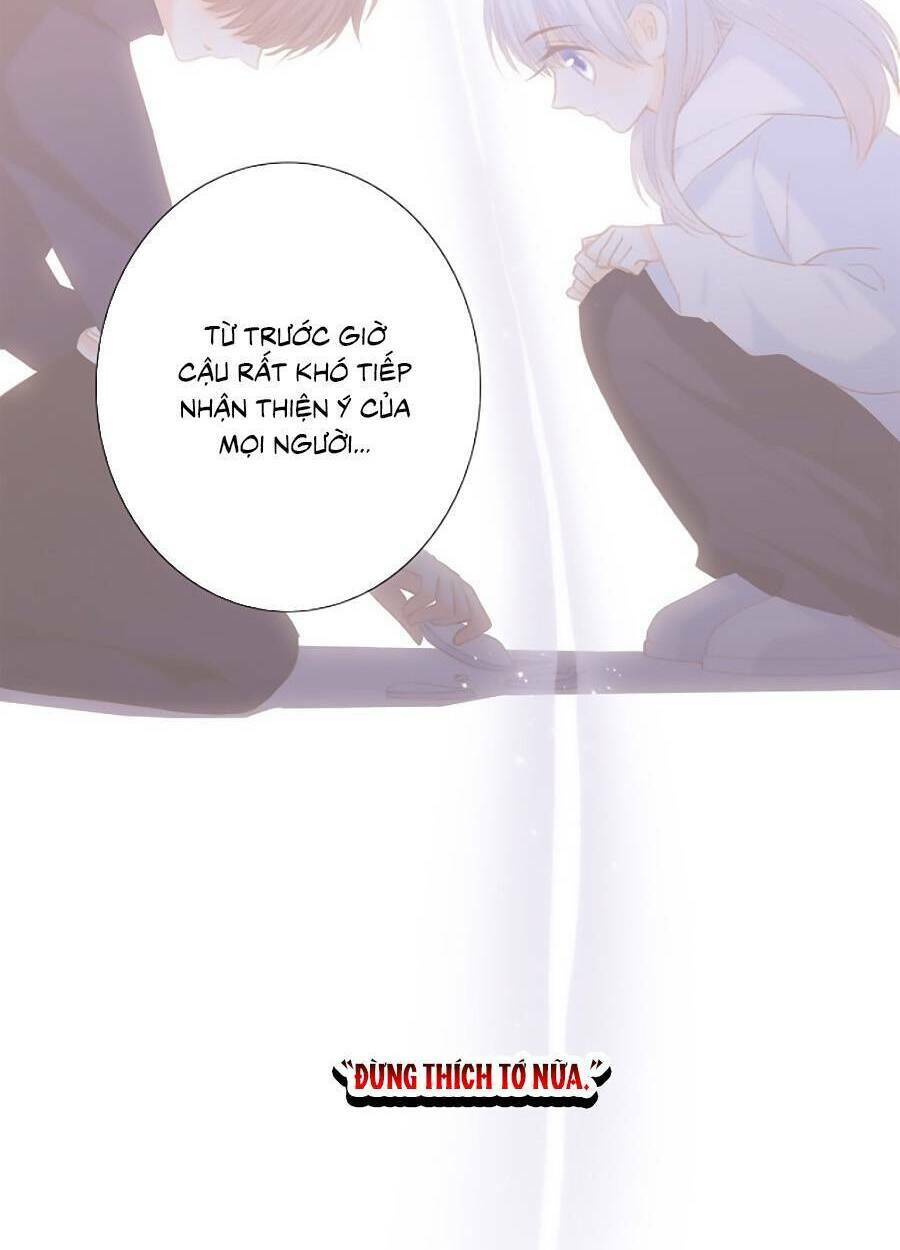 TỪ TRƯỚC GIỜ
CẬU RẤT KHÓ TIẾP
NHẬN THIỆN Ý CỦA
MỌI NGƯỜI...
“ĐỪNG THÍCH TỚ NỮA.”